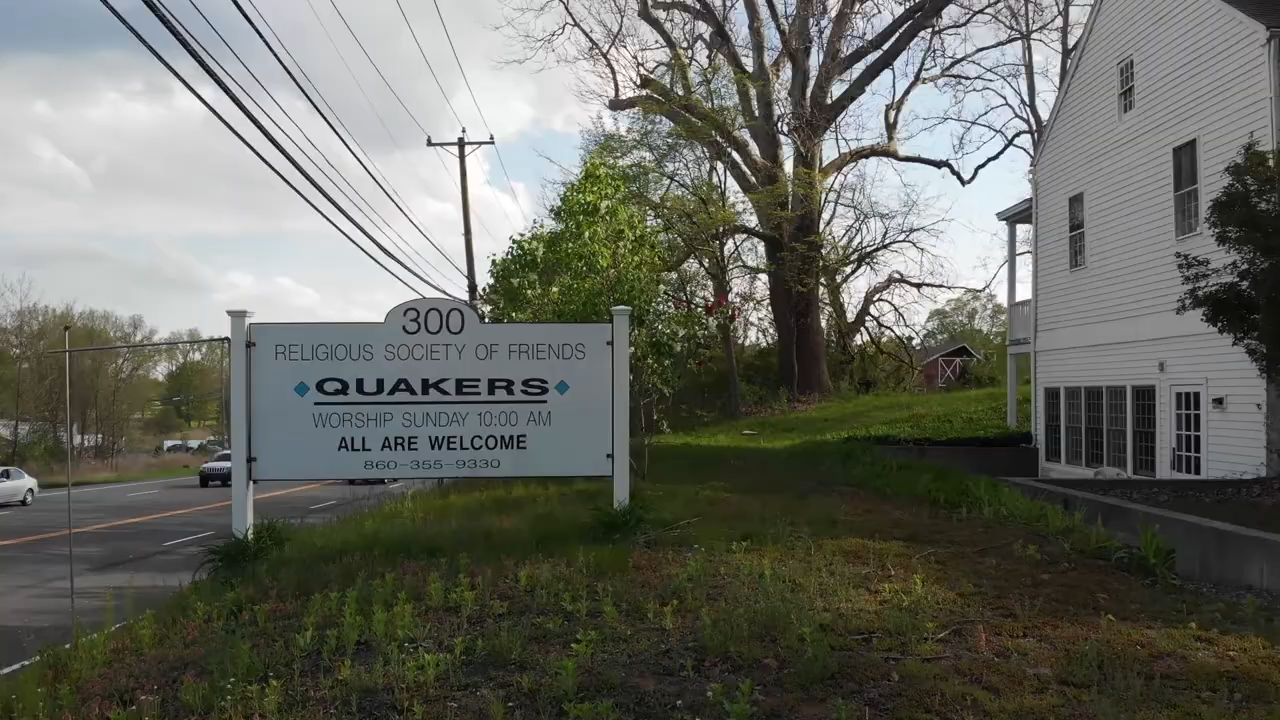 300
RELIGIOUS SOCIETY OF FRIENDS
QUAKERS
WORSHIP SUNDAY 10:00 AM
ALL ARE WELCOME
860-355-9330